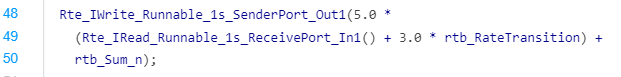 48 Rte_IWrite_Runnable_1s_SenderPort_Out1(5.0 *
49 (Rte_IRead_Runnable_1s_ReceivePort_In1() + 3.0 * rtb_RateTransition) +
50 rtb_Sum_n);